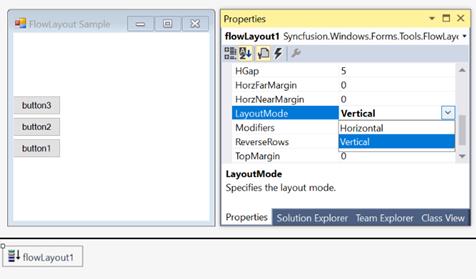 FlowLayout Sample
button3
button2
button1
Properties
flowLayout1 Syncfusion.Windows.Forms.Tools.FlowLay
HGap 5
HorzFarMargin 0
HorzNearMargin 0
LayoutMode Vertical
Modifiers Horizontal
ReverseRows Vertical
TopMargin 0
LayoutMode
Specifies the layout mode.
Properties Solution Explorer Team Explorer Class View
flowLayout1